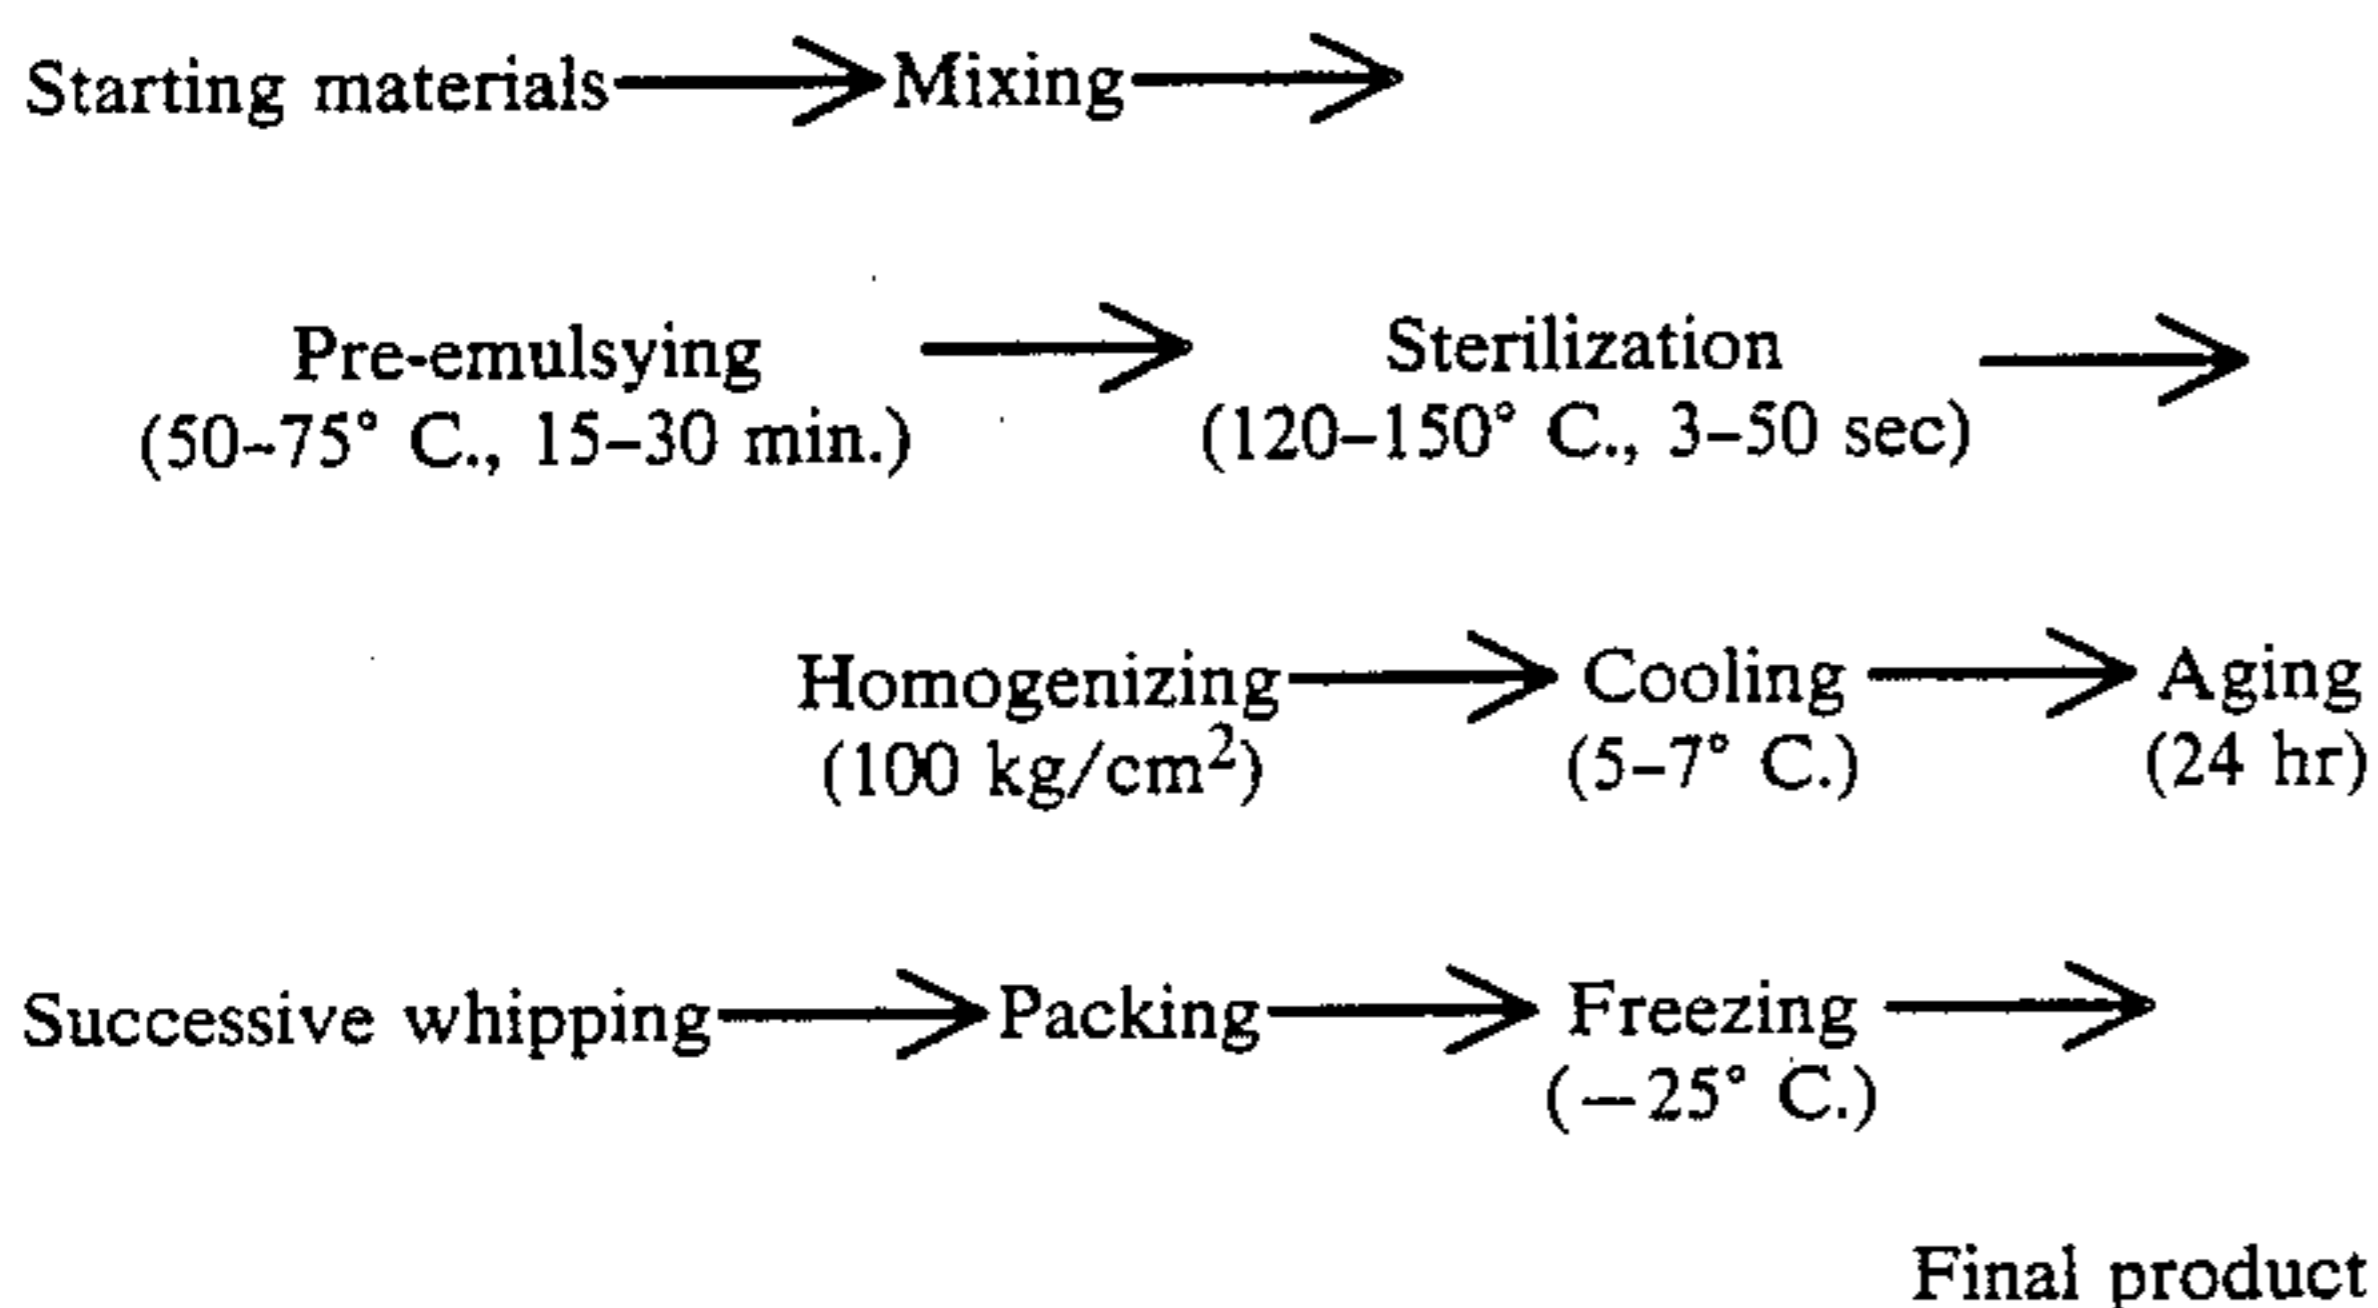 Starting materials Mixing
Pre-emulsying Sterilization
(50–75° C., 15–30 min.) (120–150° C., 3–50 sec)
Homogenizing Cooling Aging
(100 kg/cm²) (5–7° C.) (24 hr)
Successive whipping Packing Freezing
(−25° C.)
Final product